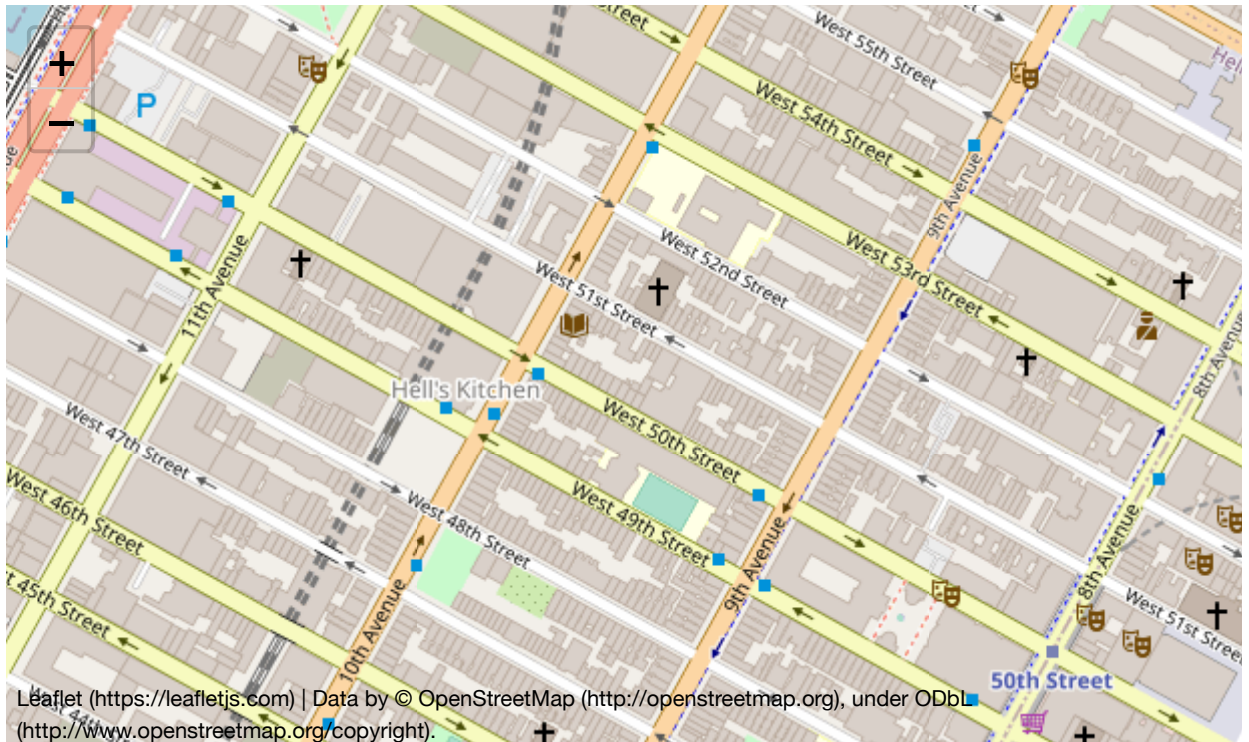 +
West 55th Street
Hell
P
−
West 54th Street
9th Avenue
West 52nd Street
West 53rd Street
11th Avenue
West 51st Street
8th Avenue
Hell's Kitchen
West 47th Street
West 50th Street
West 46th Street
West 49th Street
West 48th Street
8th Avenue
9th Avenue
t 45th Street
West 51st Street
10th Avenue
50th Street
West 44th
Leaflet (https://leafletjs.com) | Data by © OpenStreetMap (http://openstreetmap.org), under ODbL
(http://www.openstreetmap.org/copyright).